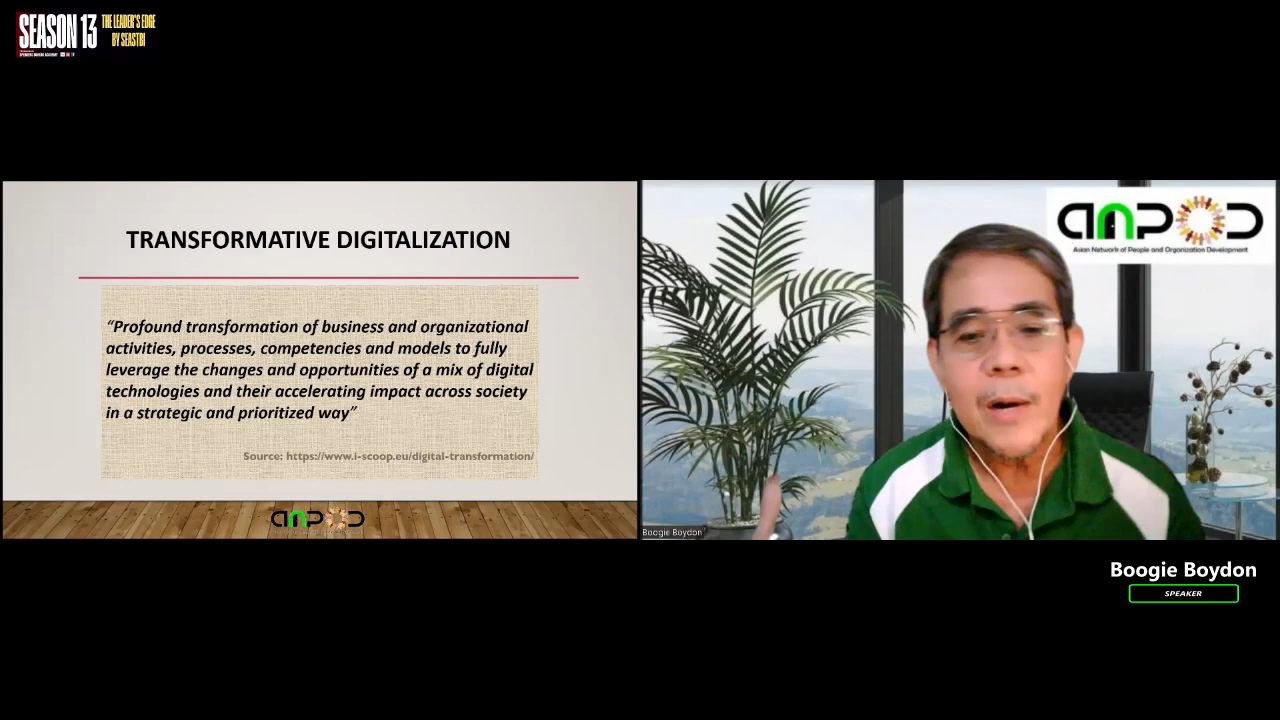 SEASON 13
THE LEADER'S EDGE
BY SEASTBI
TRANSFORMATIVE DIGITALIZATION
“Profound transformation of business and organizational
activities, processes, competencies and models to fully
leverage the changes and opportunities of a mix of digital
technologies and their accelerating impact across society
in a strategic and prioritized way”
Source: https://www.i-scoop.eu/digital-transformation/
ANPOD
ANPOD
Asian Network of People and Organization Development
Boogie Boydon
Boogie Boydon
SPEAKER